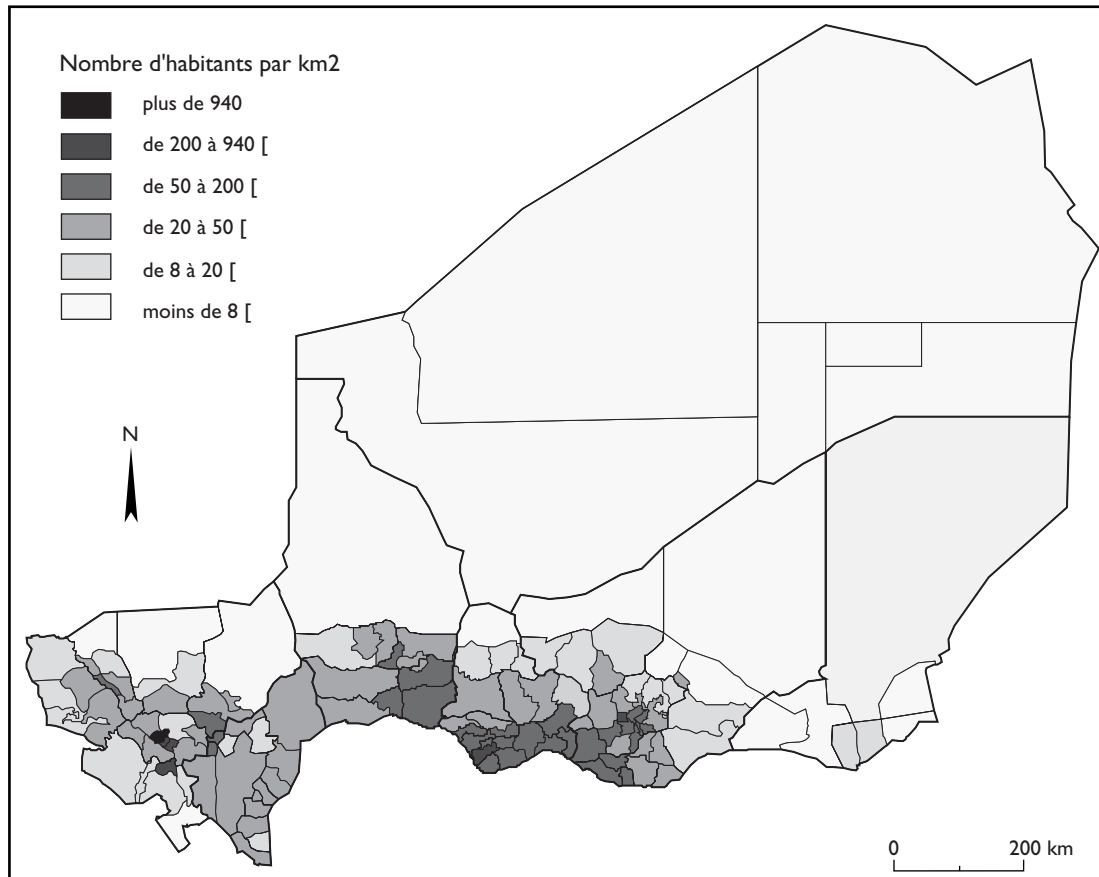 Nombre d'habitants par km2
plus de 940
de 200 à 940 [
de 50 à 200 [
de 20 à 50 [
de 8 à 20 [
moins de 8 [
N
0 200 km